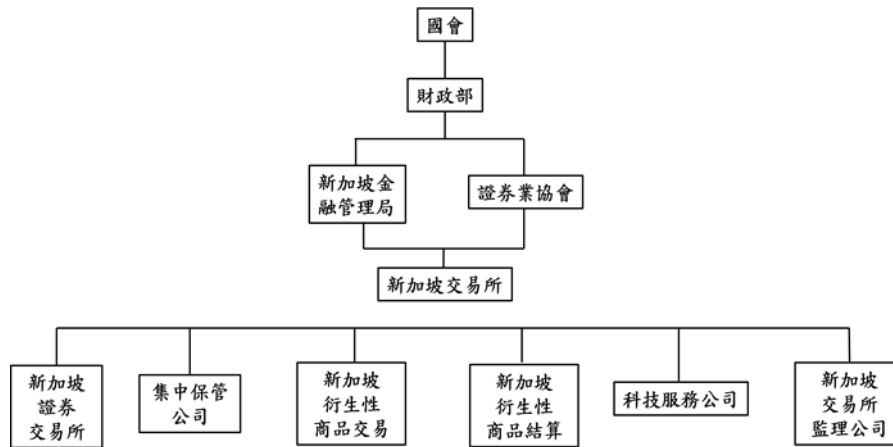 國會
財政部
新加坡金
融管理局
證券業協會
新加坡交易所
新加坡
證券
交易所
集中保管
公司
新加坡
衍生性
商品交易
新加坡
衍生性
商品結算
科技服務公司
新加坡
交易所
監理公司